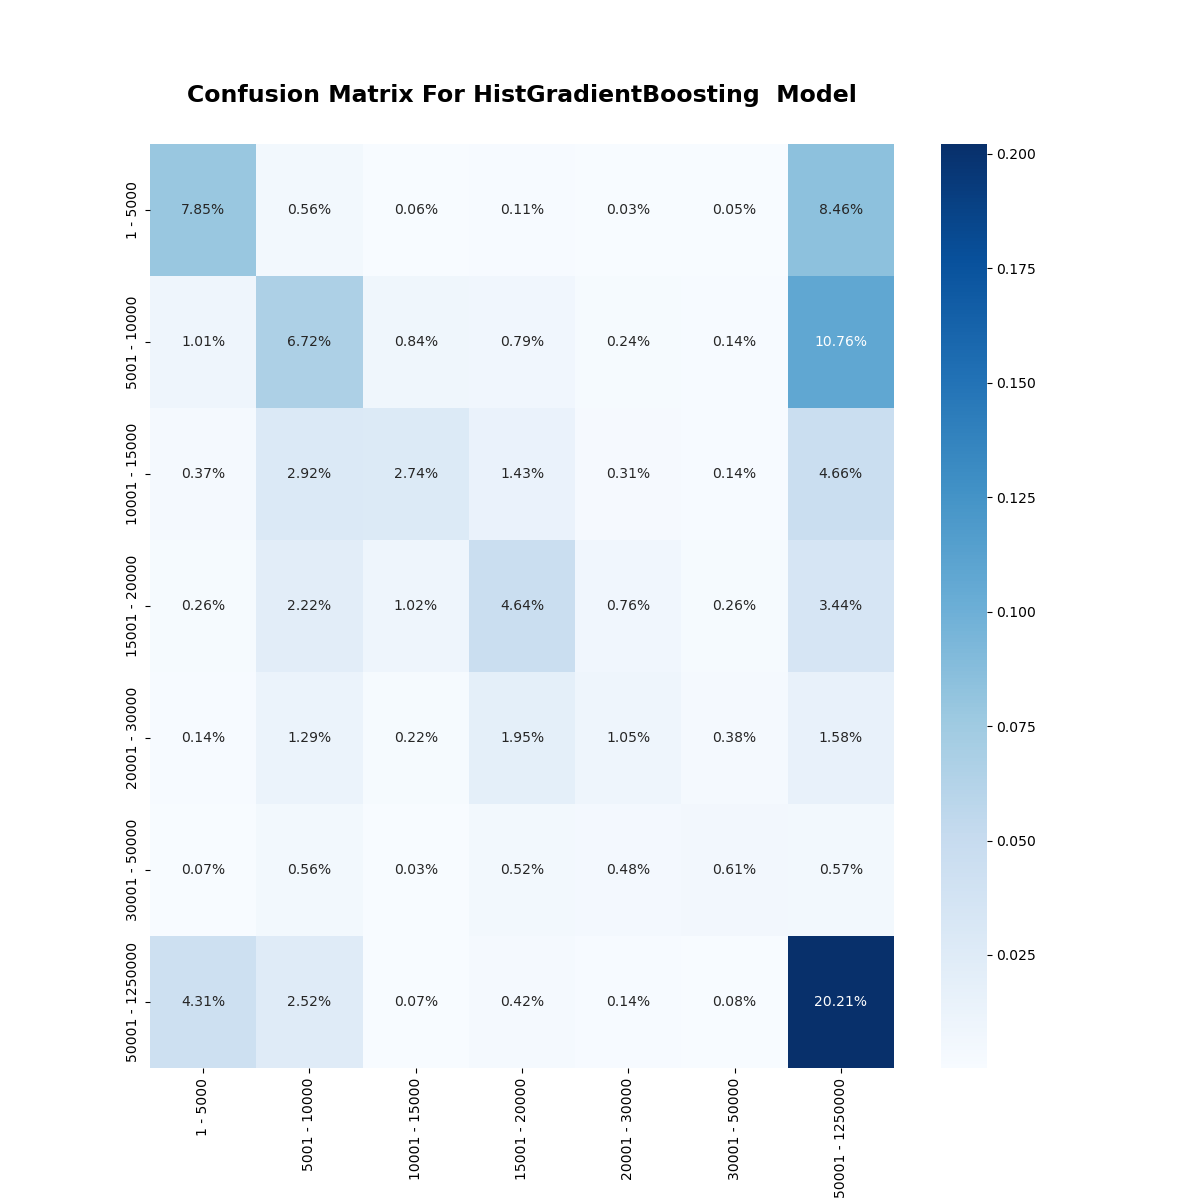 Confusion Matrix For HistGradientBoosting  Model
1 - 5000
7.85% 0.56% 0.06% 0.11% 0.03% 0.05% 8.46%
5001 - 10000
1.01% 6.72% 0.84% 0.79% 0.24% 0.14% 10.76%
10001 - 15000
0.37% 2.92% 2.74% 1.43% 0.31% 0.14% 4.66%
15001 - 20000
0.26% 2.22% 1.02% 4.64% 0.76% 0.26% 3.44%
20001 - 30000
0.14% 1.29% 0.22% 1.95% 1.05% 0.38% 1.58%
30001 - 50000
0.07% 0.56% 0.03% 0.52% 0.48% 0.61% 0.57%
50001 - 1250000
4.31% 2.52% 0.07% 0.42% 0.14% 0.08% 20.21%
1 - 5000
5001 - 10000
10001 - 15000
15001 - 20000
20001 - 30000
30001 - 50000
50001 - 1250000
0.200
0.175
0.150
0.125
0.100
0.075
0.050
0.025